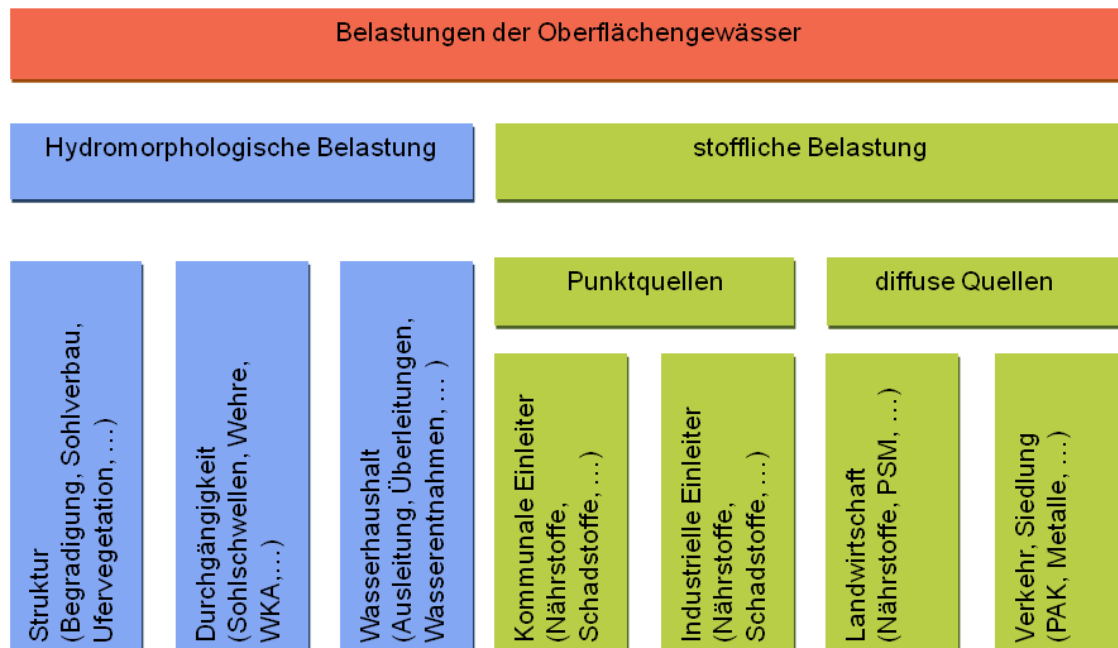 Belastungen der Oberflächengewässer
Hydromorphologische Belastung
stoffliche Belastung
Punktquellen
diffuse Quellen
Struktur
(Begradigung, Sohlverbau,
Ufervegetation, …)
Durchgängigkeit
(Sohlschwellen, Wehre,
WKA,…)
Wasserhaushalt
(Ausleitung, Überleitungen,
Wasserentnahmen, … )
Kommunale Einleiter
(Nährstoffe,
Schadstoffe, …)
Industrielle Einleiter
(Nährstoffe,
Schadstoffe, …)
Landwirtschaft
(Nährstoffe, PSM, …)
Verkehr, Siedlung
(PAK, Metalle, …)